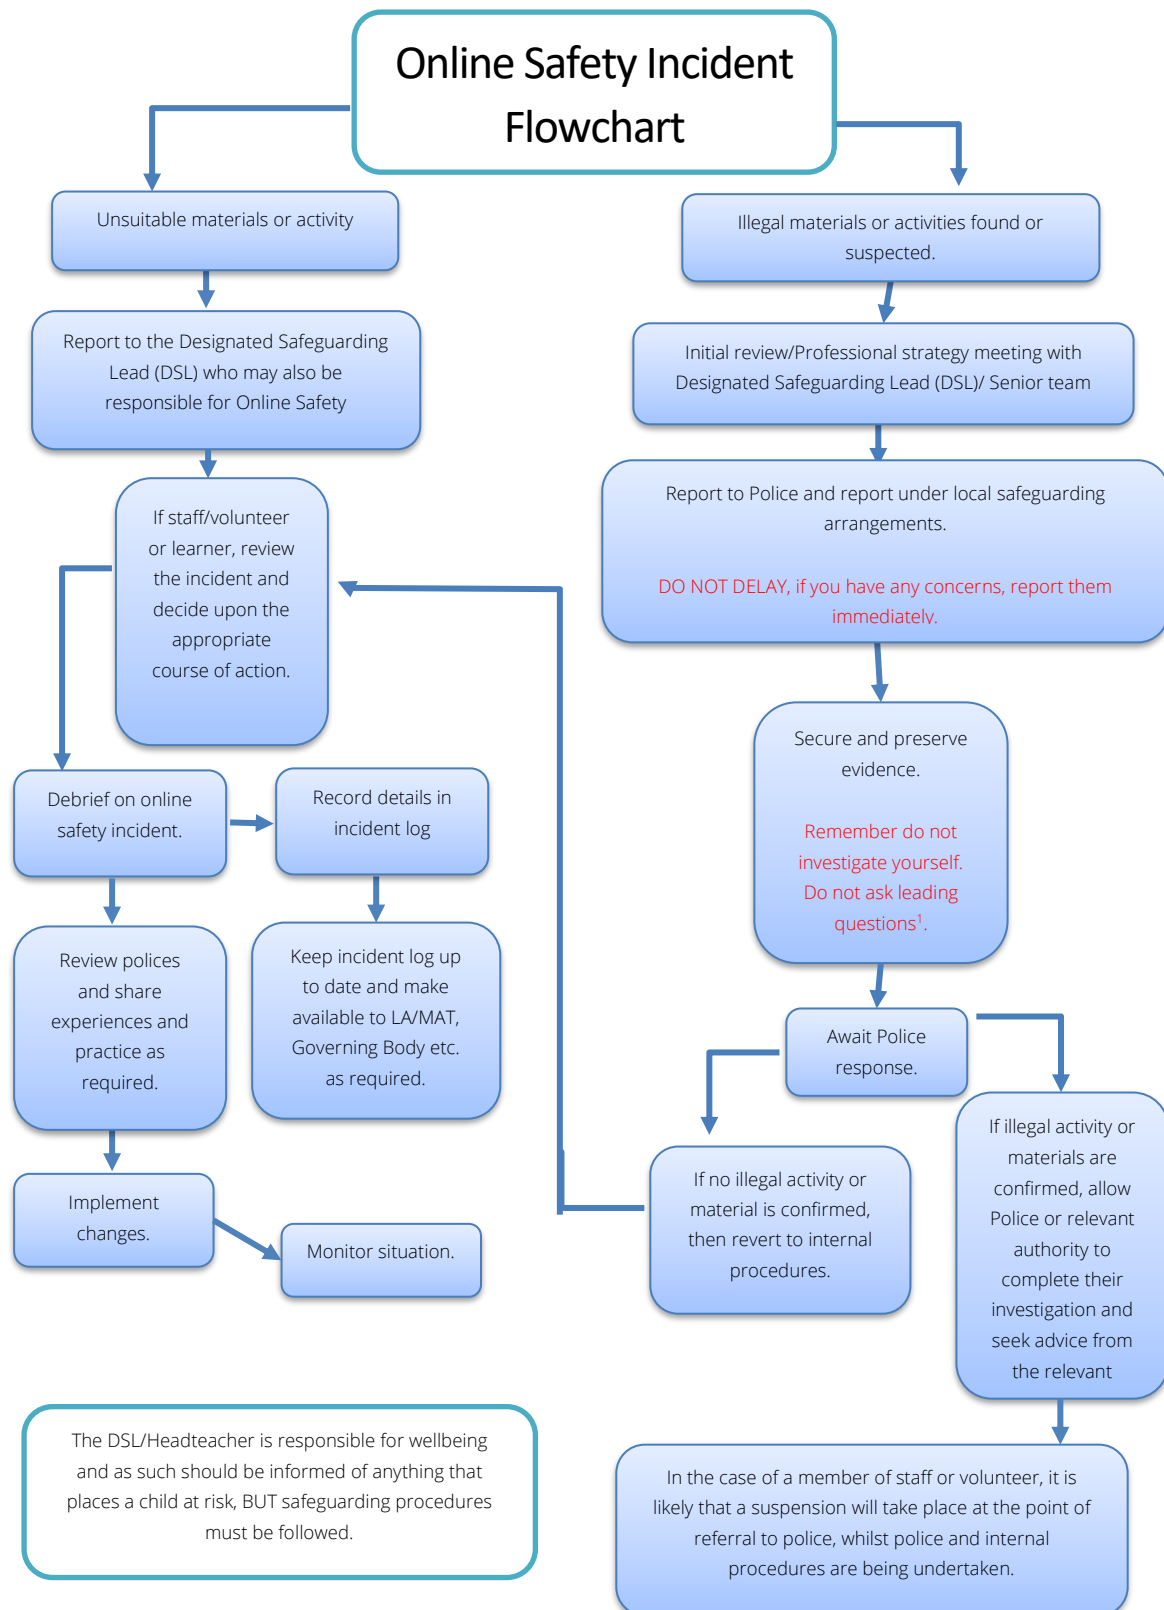 Online Safety Incident
Flowchart
Unsuitable materials or activity
Report to the Designated Safeguarding
Lead (DSL) who may also be
responsible for Online Safety
If staff/volunteer
or learner, review
the incident and
decide upon the
appropriate
course of action.
Debrief on online
safety incident.
Record details in
incident log
Review polices
and share
experiences and
practice as
required.
Keep incident log up
to date and make
available to LA/MAT,
Governing Body etc.
as required.
Implement
changes.
Monitor situation.
Illegal materials or activities found or
suspected.
Initial review/Professional strategy meeting with
Designated Safeguarding Lead (DSL)/ Senior team
Report to Police and report under local safeguarding
arrangements.
DO NOT DELAY, if you have any concerns, report them
immediately.
Secure and preserve
evidence.
Remember do not
investigate yourself.
Do not ask leading
questions¹.
Await Police
response.
If no illegal activity or
material is confirmed,
then revert to internal
procedures.
If illegal activity or
materials are
confirmed, allow
Police or relevant
authority to
complete their
investigation and
seek advice from
the relevant
In the case of a member of staff or volunteer, it is
likely that a suspension will take place at the point of
referral to police, whilst police and internal
procedures are being undertaken.
The DSL/Headteacher is responsible for wellbeing
and as such should be informed of anything that
places a child at risk, BUT safeguarding procedures
must be followed.